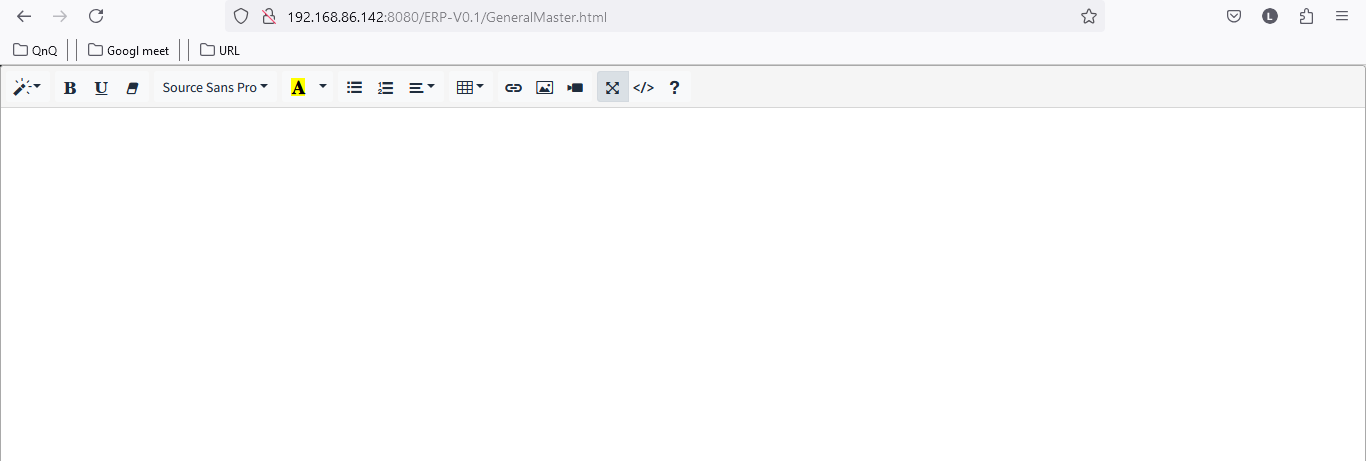 192.168.86.142:8080/ERP-V0.1/GeneralMaster.html
L
QnQ
Googl meet
URL
B U Source Sans Pro A </> ?